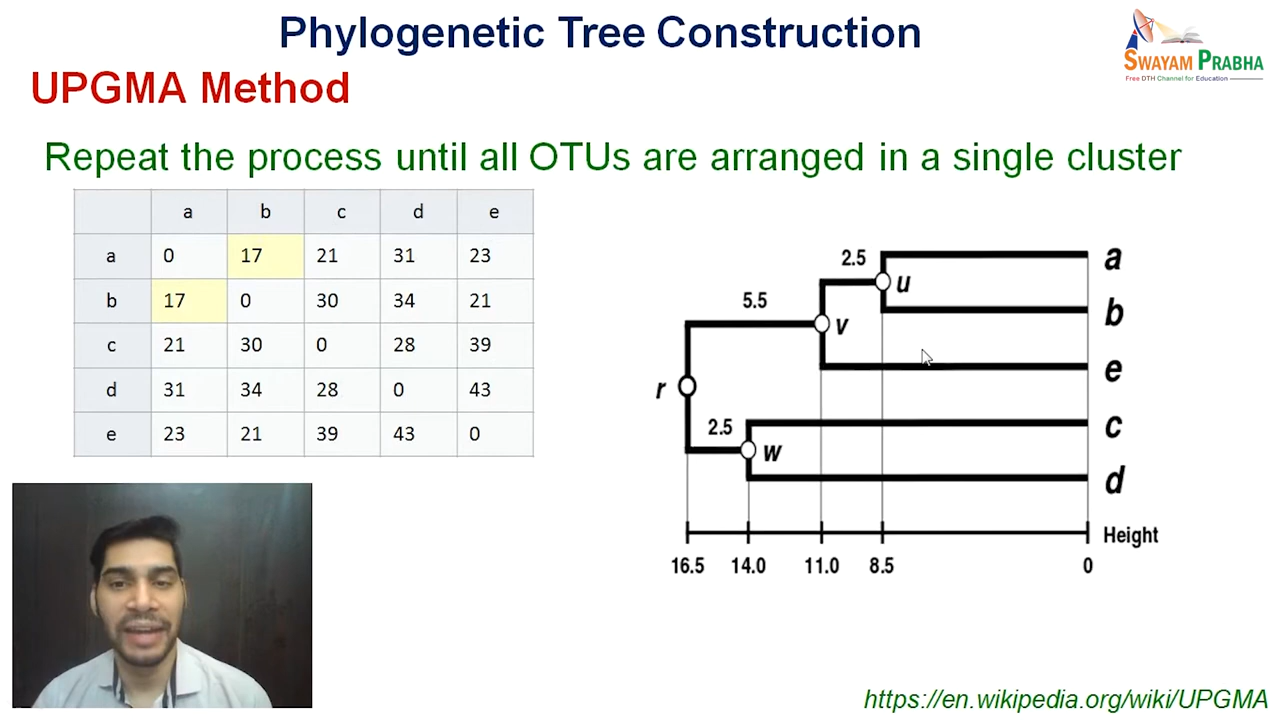 Phylogenetic Tree Construction
SWAYAM PRABHA
Free DTH Channel for Education
UPGMA Method
Repeat the process until all OTUs are arranged in a single cluster
a b c d e
a 0 17 21 31 23
b 17 0 30 34 21
c 21 30 0 28 39
d 31 34 28 0 43
e 23 21 39 43 0
2.5 a
u
5.5 b
v
e
r
2.5 c
w
d
Height
16.5 14.0 11.0 8.5 0
https://en.wikipedia.org/wiki/UPGMA